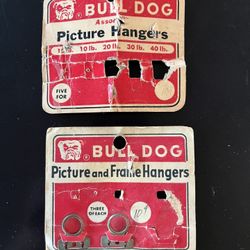 BULL DOG
Picture Hangers
10 lb. 20 lb. 30 lb. 40 lb.
FIVE
FOR
®
BULL DOG
Picture and Frame Hangers
THREE
OF EACH
10¢